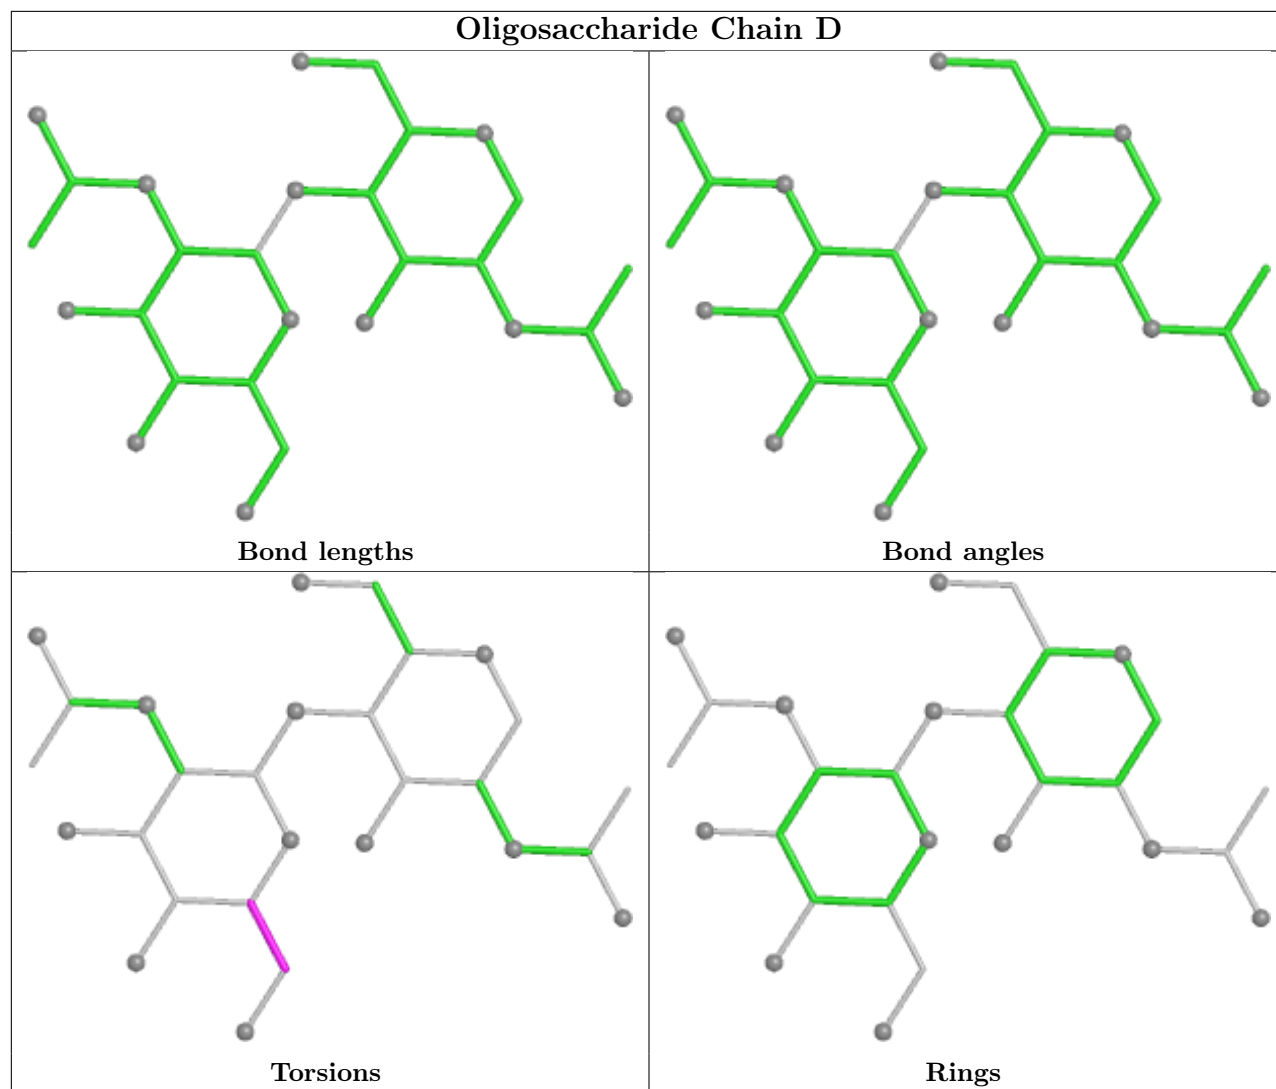 Oligosaccharide Chain D
Bond lengths
Bond angles
Torsions
Rings